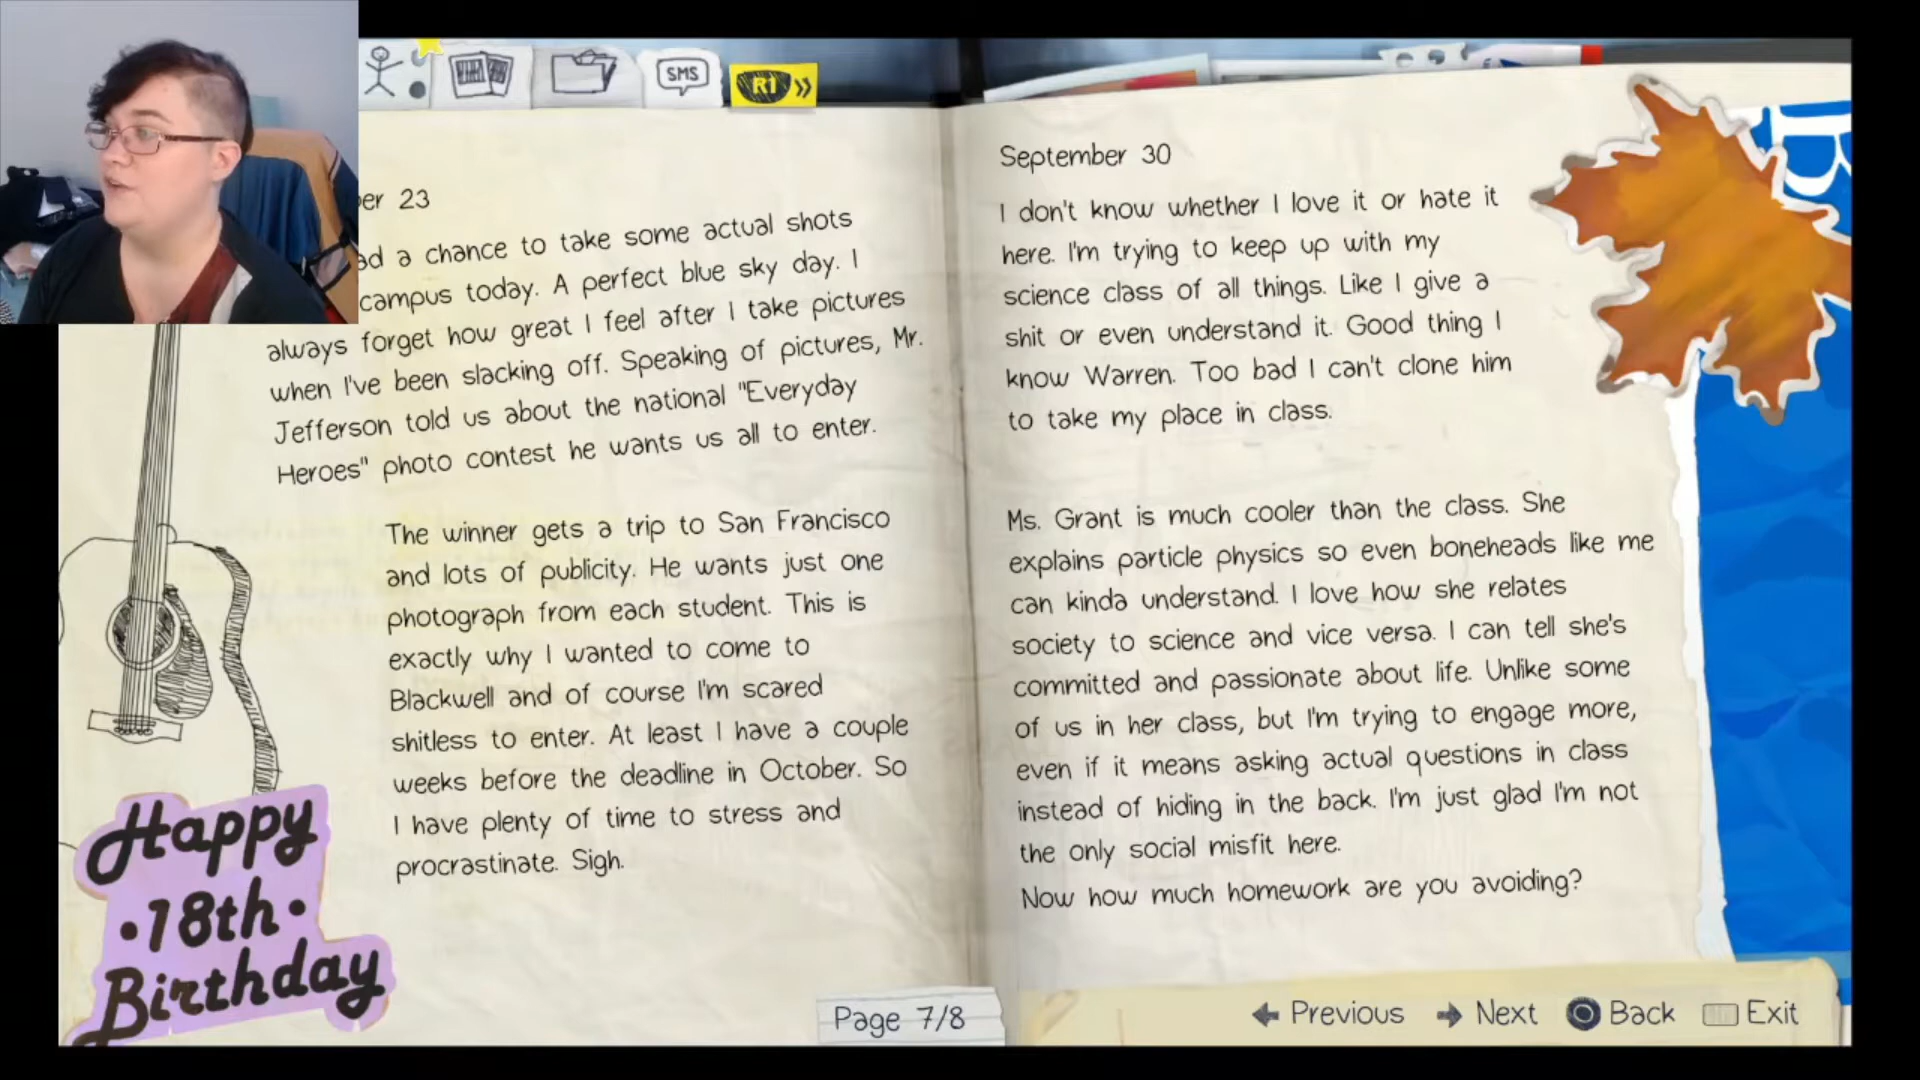 SMS
R1
er 23
ad a chance to take some actual shots
campus today. A perfect blue sky day. I
always forget how great I feel after I take pictures
when I've been slacking off. Speaking of pictures, Mr.
Jefferson told us about the national "Everyday
Heroes" photo contest he wants us all to enter.
The winner gets a trip to San Francisco
and lots of publicity. He wants just one
photograph from each student. This is
exactly why I wanted to come to
Blackwell and of course I'm scared
shitless to enter. At least I have a couple
weeks before the deadline in October. So
I have plenty of time to stress and
procrastinate. Sigh.
Happy
•18th•
Birthday
September 30
I don't know whether I love it or hate it
here. I'm trying to keep up with my
science class of all things. Like I give a
shit or even understand it. Good thing I
know Warren. Too bad I can't clone him
to take my place in class.
Ms. Grant is much cooler than the class. She
explains particle physics so even boneheads like me
can kinda understand. I love how she relates
society to science and vice versa. I can tell she's
committed and passionate about life. Unlike some
of us in her class, but I'm trying to engage more,
even if it means asking actual questions in class
instead of hiding in the back. I'm just glad I'm not
the only social misfit here.
Now how much homework are you avoiding?
B
Page 7/8
Previous
Next
Back
Exit